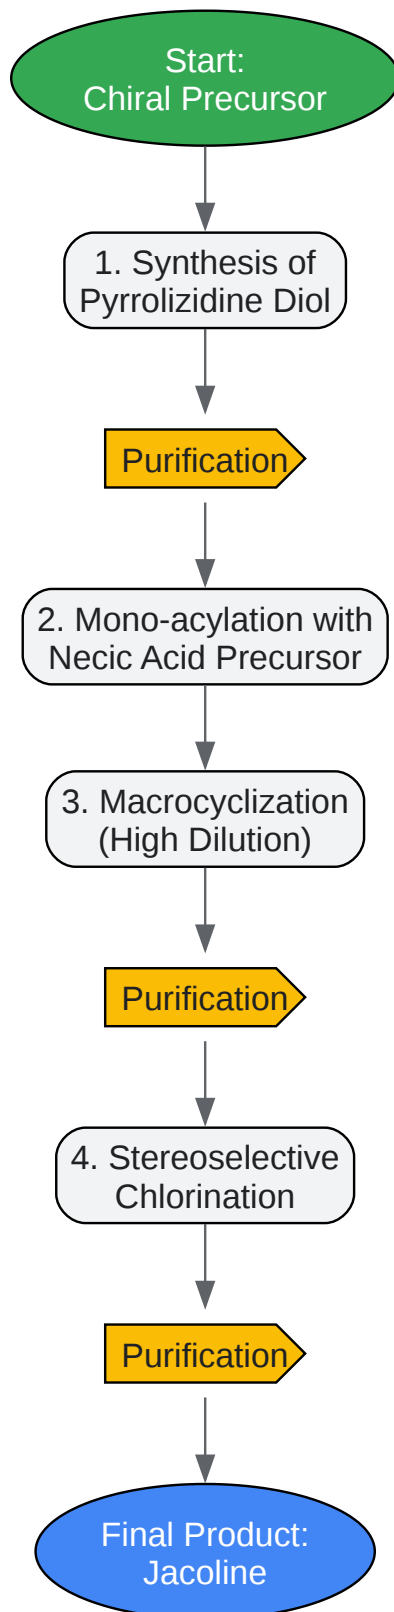 Start:
Chiral Precursor
1. Synthesis of
Pyrrolizidine Diol
Purification
2. Mono-acylation with
Necic Acid Precursor
3. Macrocyclization
(High Dilution)
Purification
4. Stereoselective
Chlorination
Purification
Final Product:
Jacoline